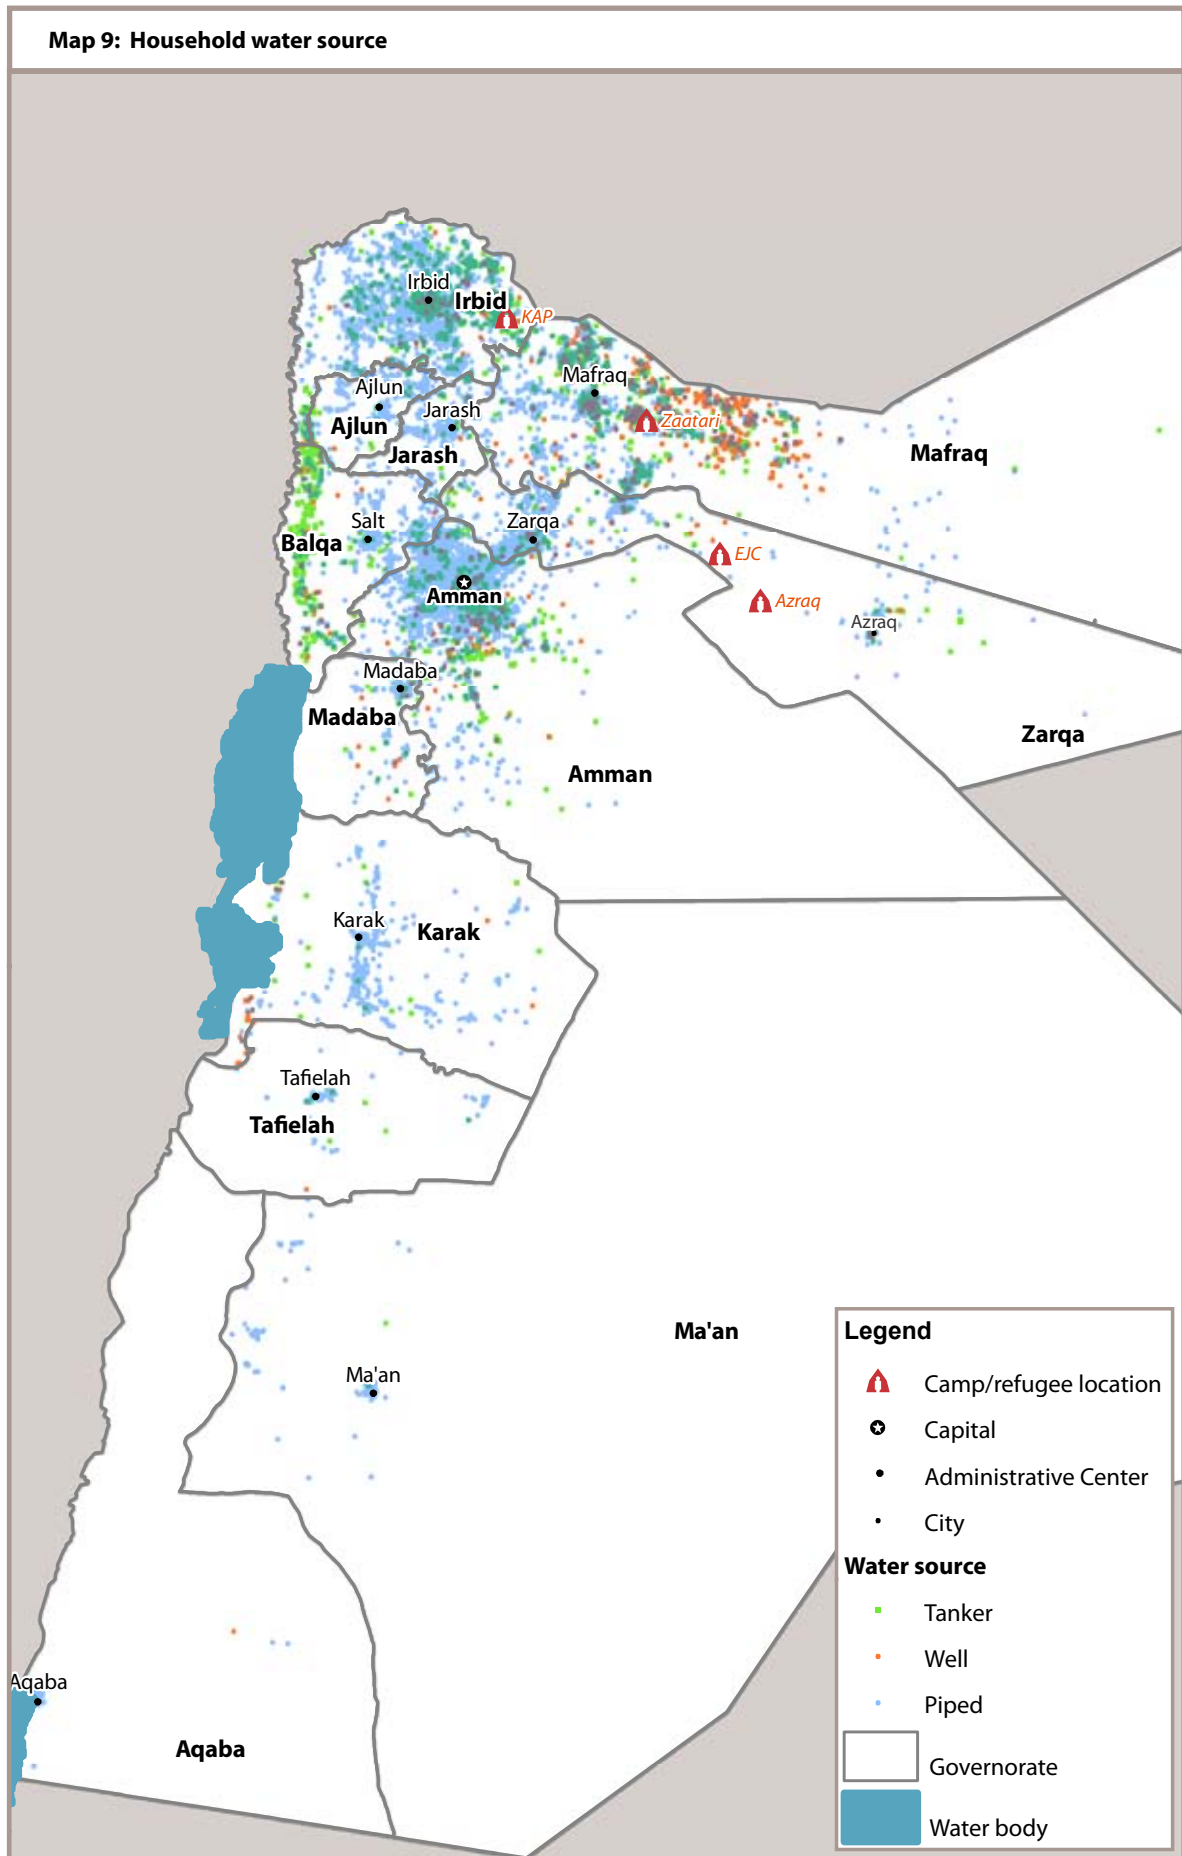 Map 9: Household water source
Irbid
Irbid
KAP
Mafraq
Ajlun
Jarash
Zaatari
Ajlun
Jarash
Mafraq
Salt
Zarqa
Balqa
EJC
Amman
Azraq
Azraq
Madaba
Madaba
Zarqa
Amman
Karak
Karak
Tafielah
Tafielah
Ma'an
Ma'an
Aqaba
Aqaba
Legend
Camp/refugee location
Capital
Administrative Center
City
Water source
Tanker
Well
Piped
Governorate
Water body